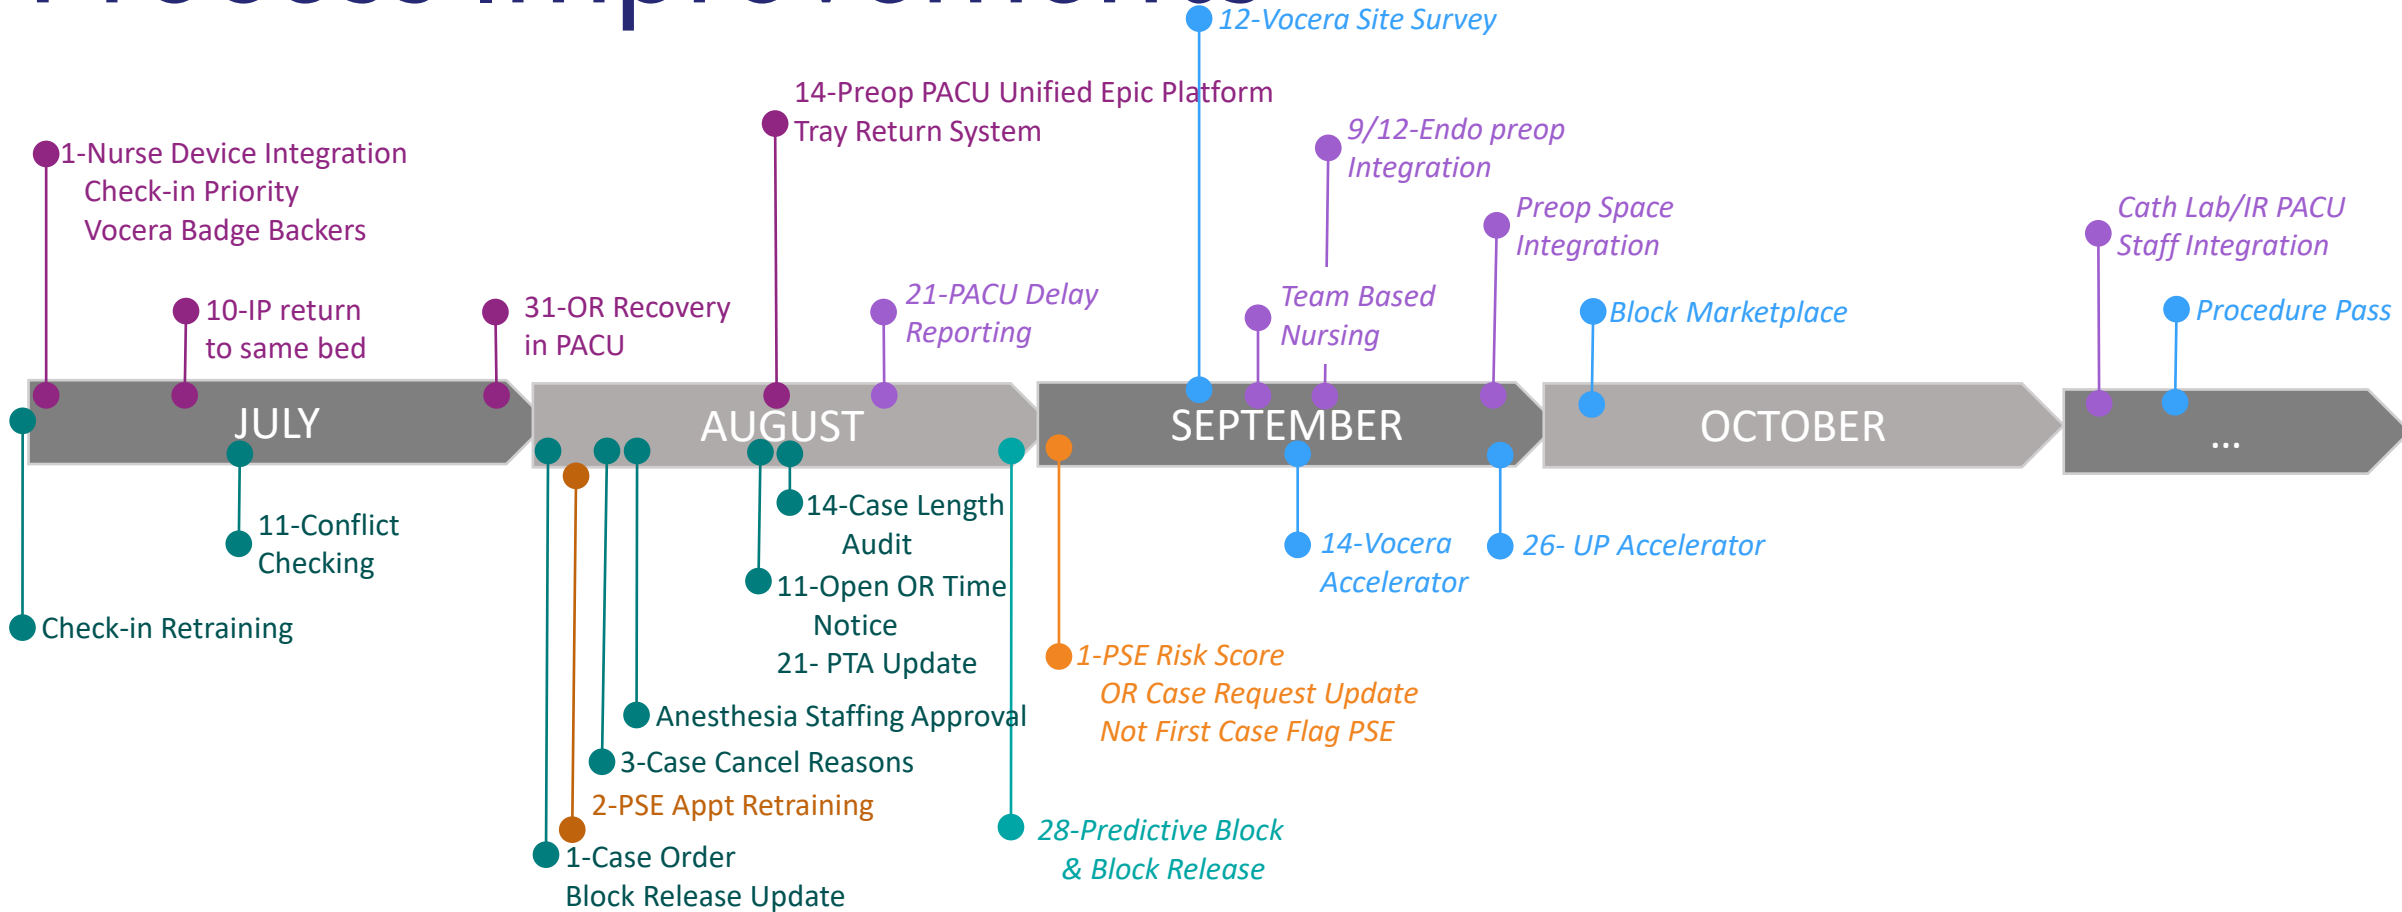 Process Improvements
12-Vocera Site Survey
14-Preop PACU Unified Epic Platform
Tray Return System
1-Nurse Device Integration
Check-in Priority
Vocera Badge Backers
9/12-Endo preop
Integration
Preop Space
Integration
Cath Lab/IR PACU
Staff Integration
10-IP return
to same bed
31-OR Recovery
in PACU
21-PACU Delay
Reporting
Team Based
Nursing
Block Marketplace
Procedure Pass
JULY
AUGUST
SEPTEMBER
OCTOBER
...
11-Conflict
Checking
Check-in Retraining
14-Case Length
Audit
11-Open OR Time
Notice
21- PTA Update
Anesthesia Staffing Approval
3-Case Cancel Reasons
2-PSE Appt Retraining
1-Case Order
Block Release Update
14-Vocera
Accelerator
26- UP Accelerator
1-PSE Risk Score
OR Case Request Update
Not First Case Flag PSE
28-Predictive Block
& Block Release